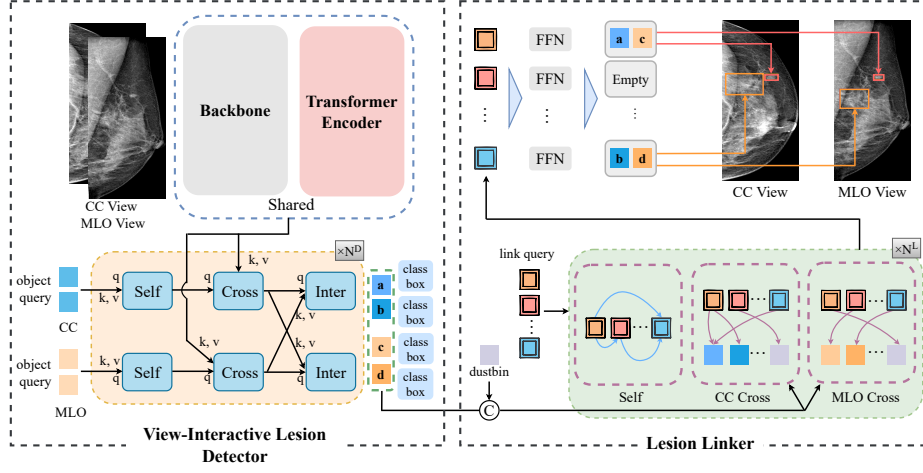 Backbone
Transformer
Encoder
CC View
MLO View
Shared
×N^D
k, v
object
query
CC
q
k, v
Self
q
Cross
q
Inter
k, v
k, v
k, v
object
query
MLO
k, v
q
Self
q
Cross
q
Inter
a
b
c
d
class
box
class
box
class
box
class
box
View-Interactive Lesion
Detector
FFN
a c
FFN
Empty
FFN
b d
CC View
MLO View
link query
×N^L
dustbin
C
Self
CC Cross
MLO Cross
Lesion Linker